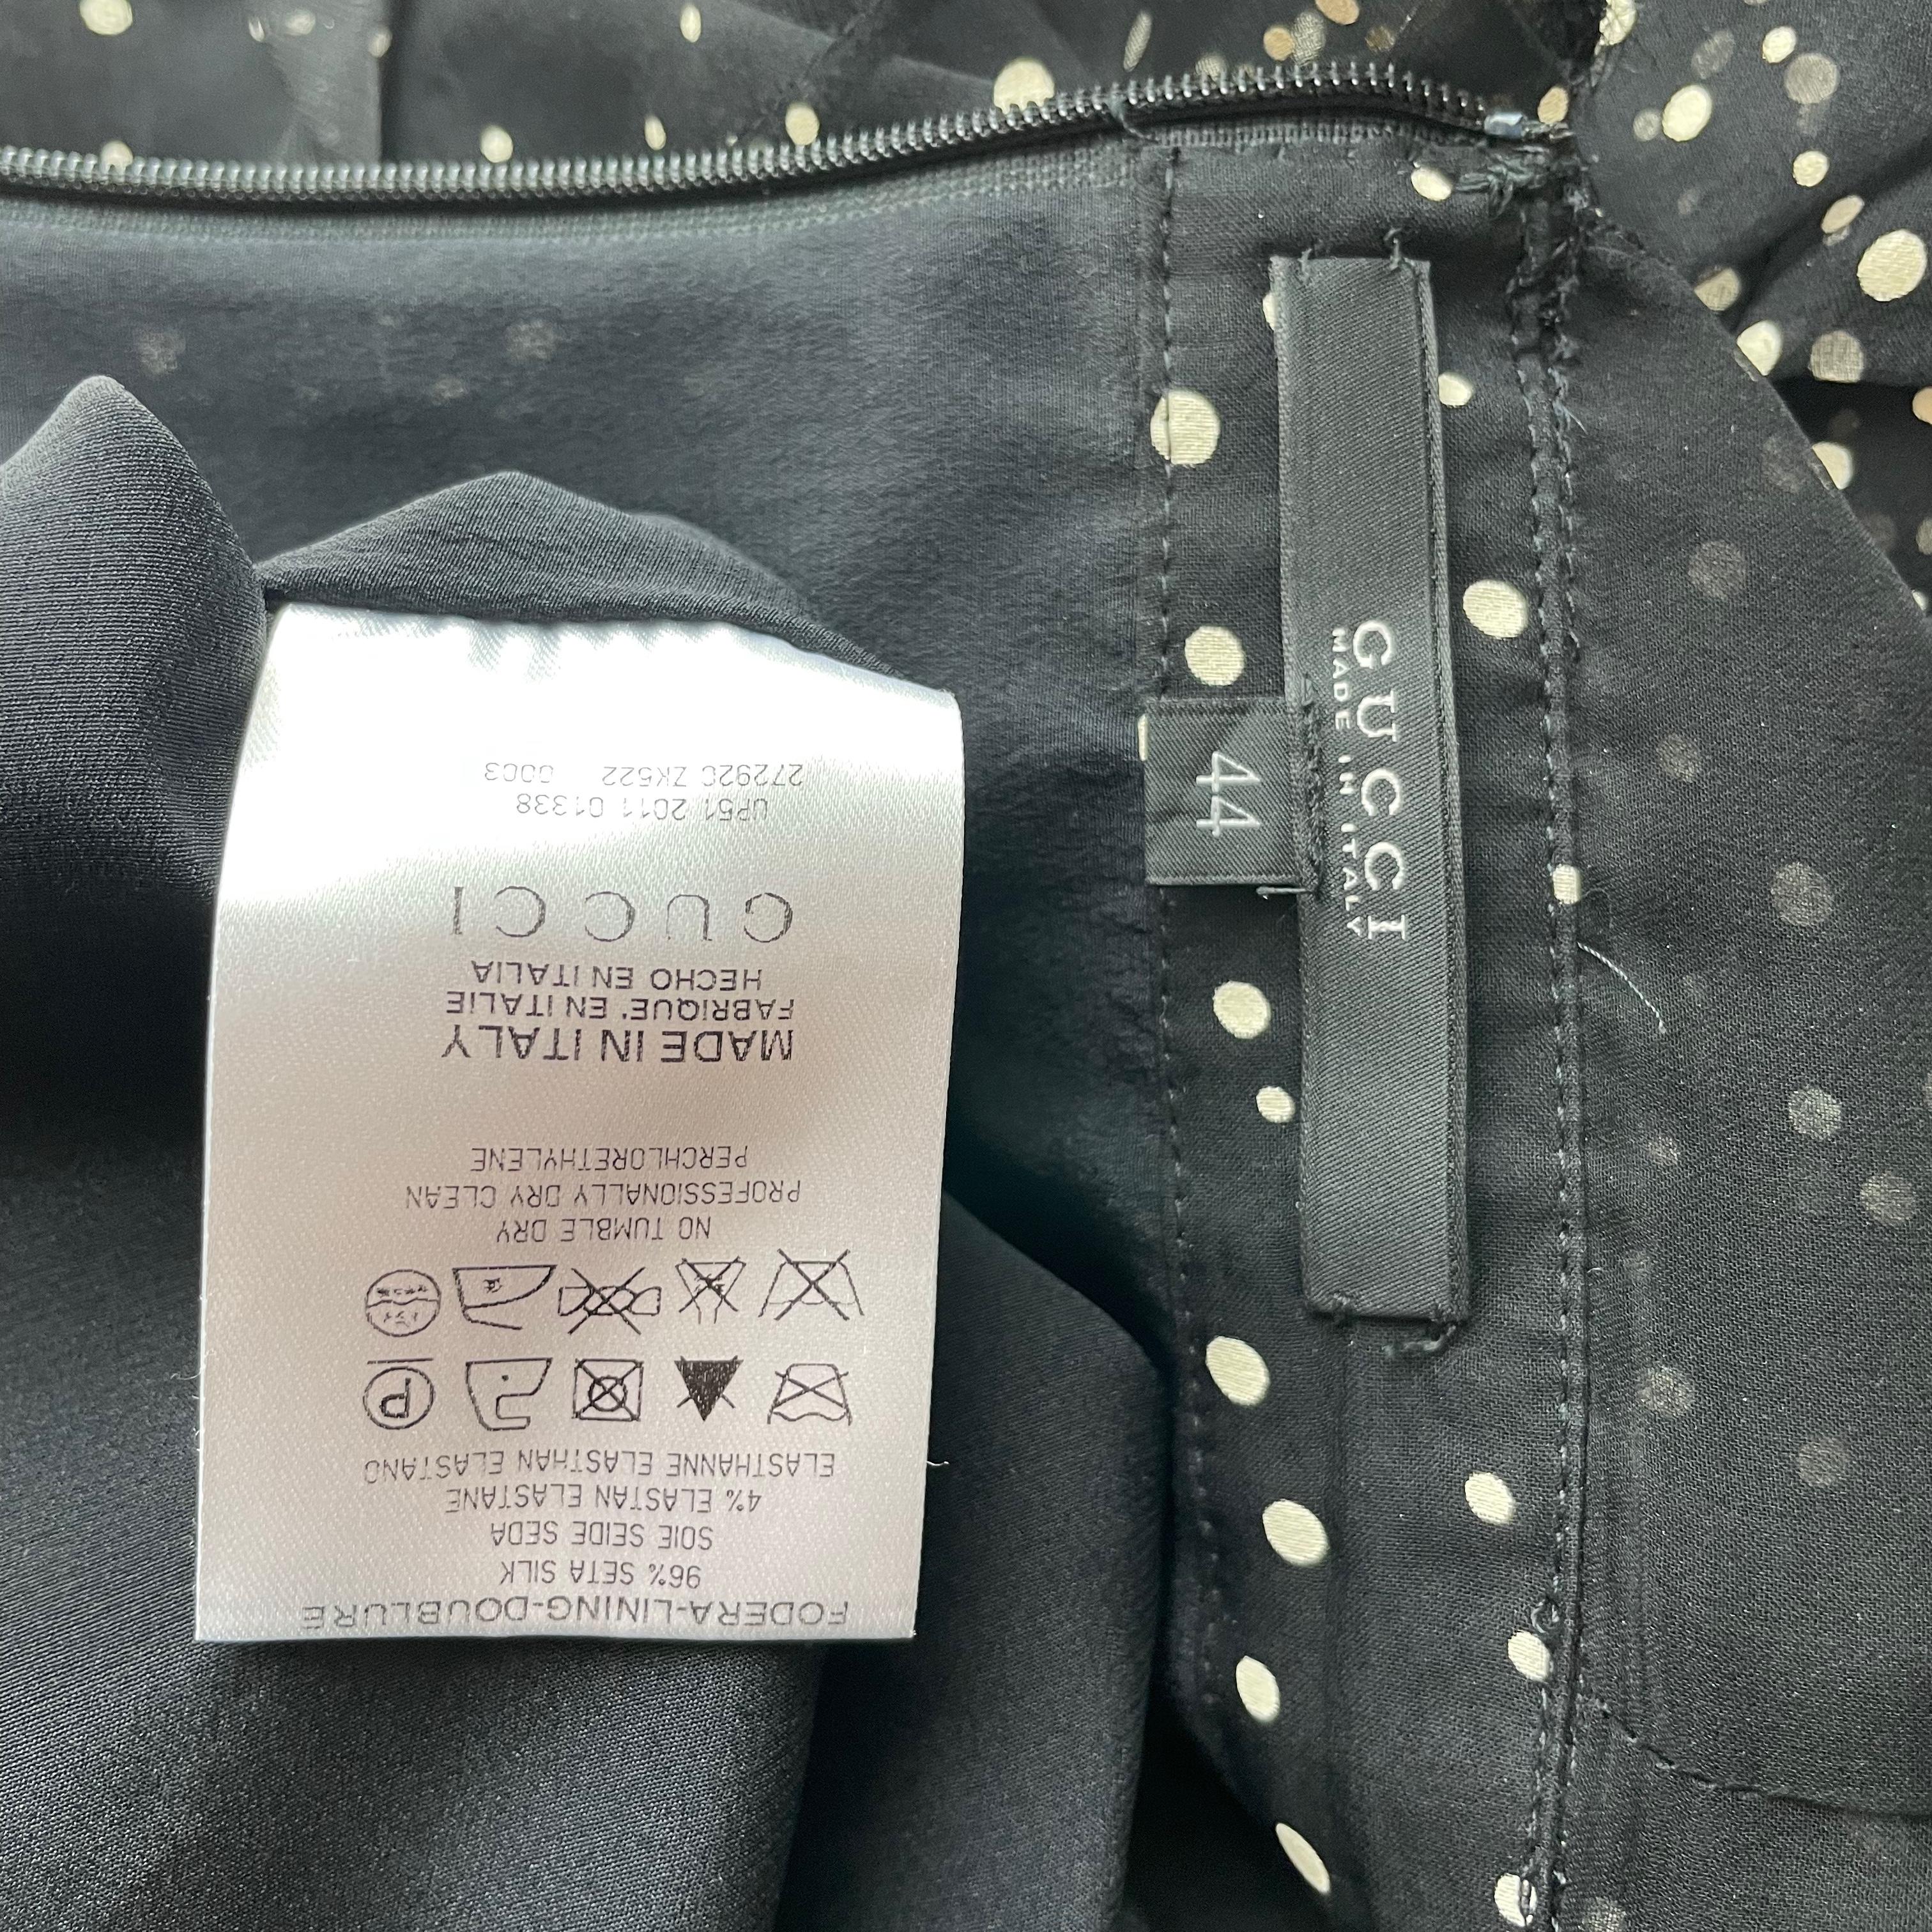 GUCCI
MADE IN ITALY
44
FODERA-LINING-DOUBLURE
96% SETA SILK
SOIE SEIDE SEDA
4% ELASTAN ELASTANE
ELASTHANNE ELASTHAN ELASTANO
P
NO TUMBLE DRY
PROFESSIONALLY DRY CLEAN
PERCHLORETHYLENE
MADE IN ITALY
FABRIQUE' EN ITALIE
HECHO EN ITALIA
GUCCI
UP51 2011 01338
272920 ZK522 0003